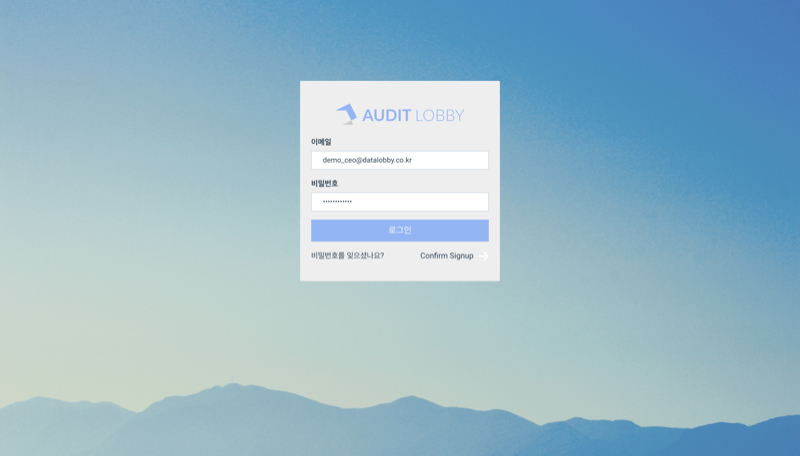 AUDIT LOBBY
이메일
demo_ceo@datalobby.co.kr
비밀번호
••••••••••••
로그인
비밀번호를 잊으셨나요? Confirm Signup